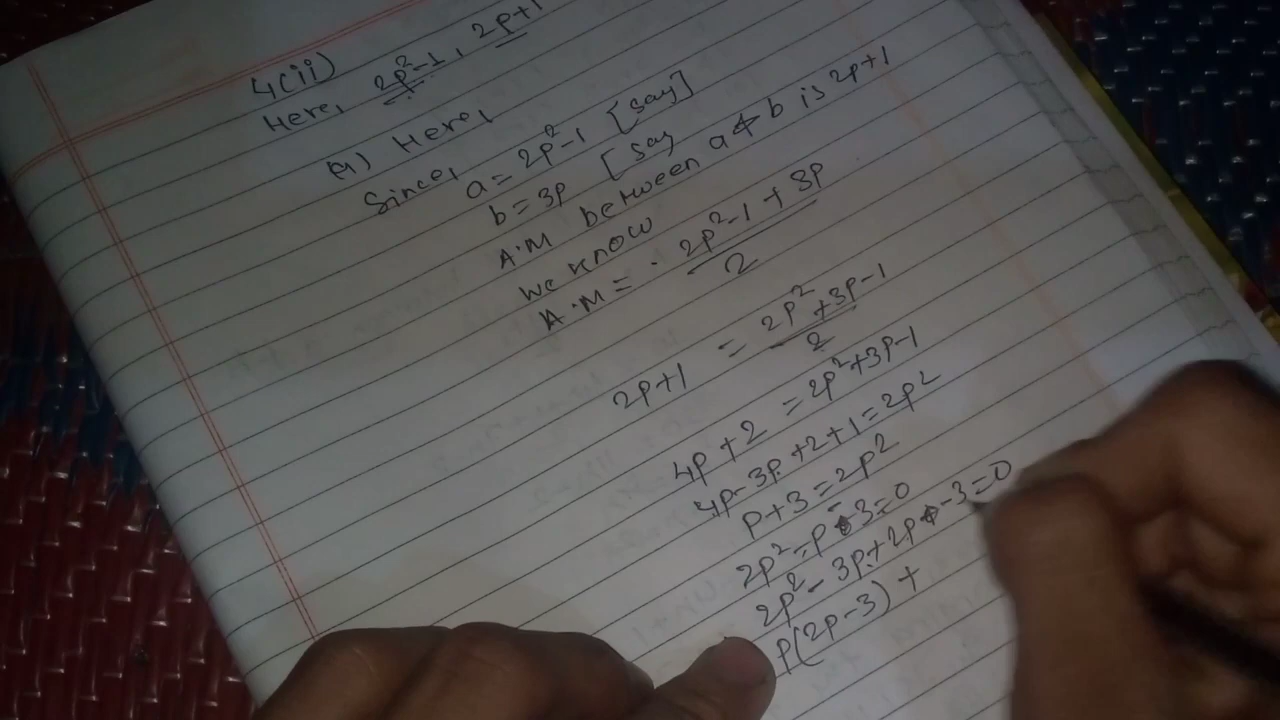 4(ii)
Here, 2p²-1, 2p+1
(a) Here,
Since, a = 2p²-1 [say]
b = 3p [say
A.M between a & b is 2p+1
we know
A.M = (2p²-1+3p)/2
2p+1 = (2p²+3p-1)/2
4p+2 = 2p²+3p-1
4p-3p+2+1 = 2p²
p+3 = 2p²
2p²-p-3=0
2p²-3p+2p-3=0
p(2p-3) +